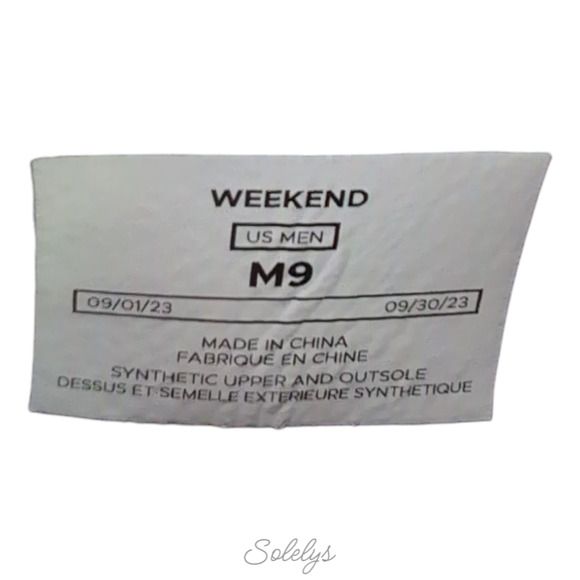 WEEKEND
US MEN
M9
09/01/23 09/30/23
MADE IN CHINA
FABRIQUE EN CHINE
SYNTHETIC UPPER AND OUTSOLE
DESSUS ET SEMELLE EXTERIEURE SYNTHETIQUE
Solelys